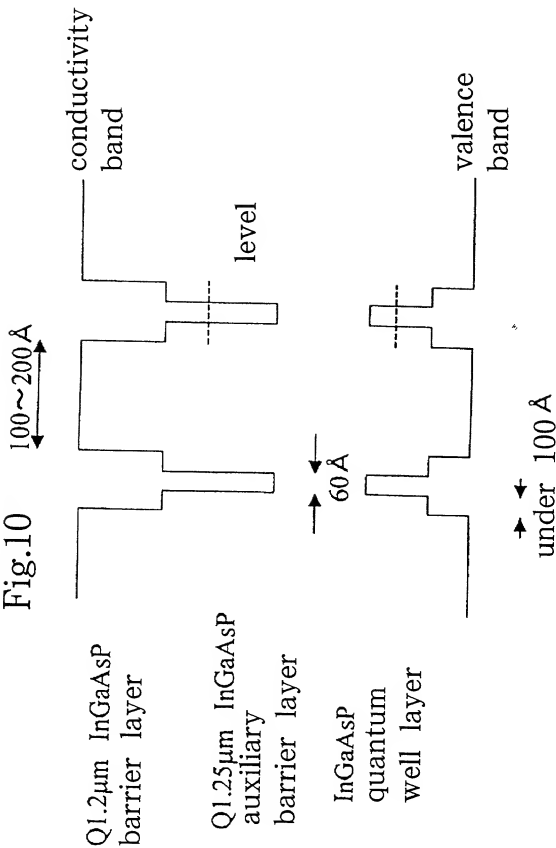 Fig.10
100～200Å
conductivity
band
Q1.2µm InGaAsP
barrier layer
level
Q1.25µm InGaAsP
auxiliary
barrier layer
60Å
InGaAsP
quantum
well layer
valence
band
under 100Å